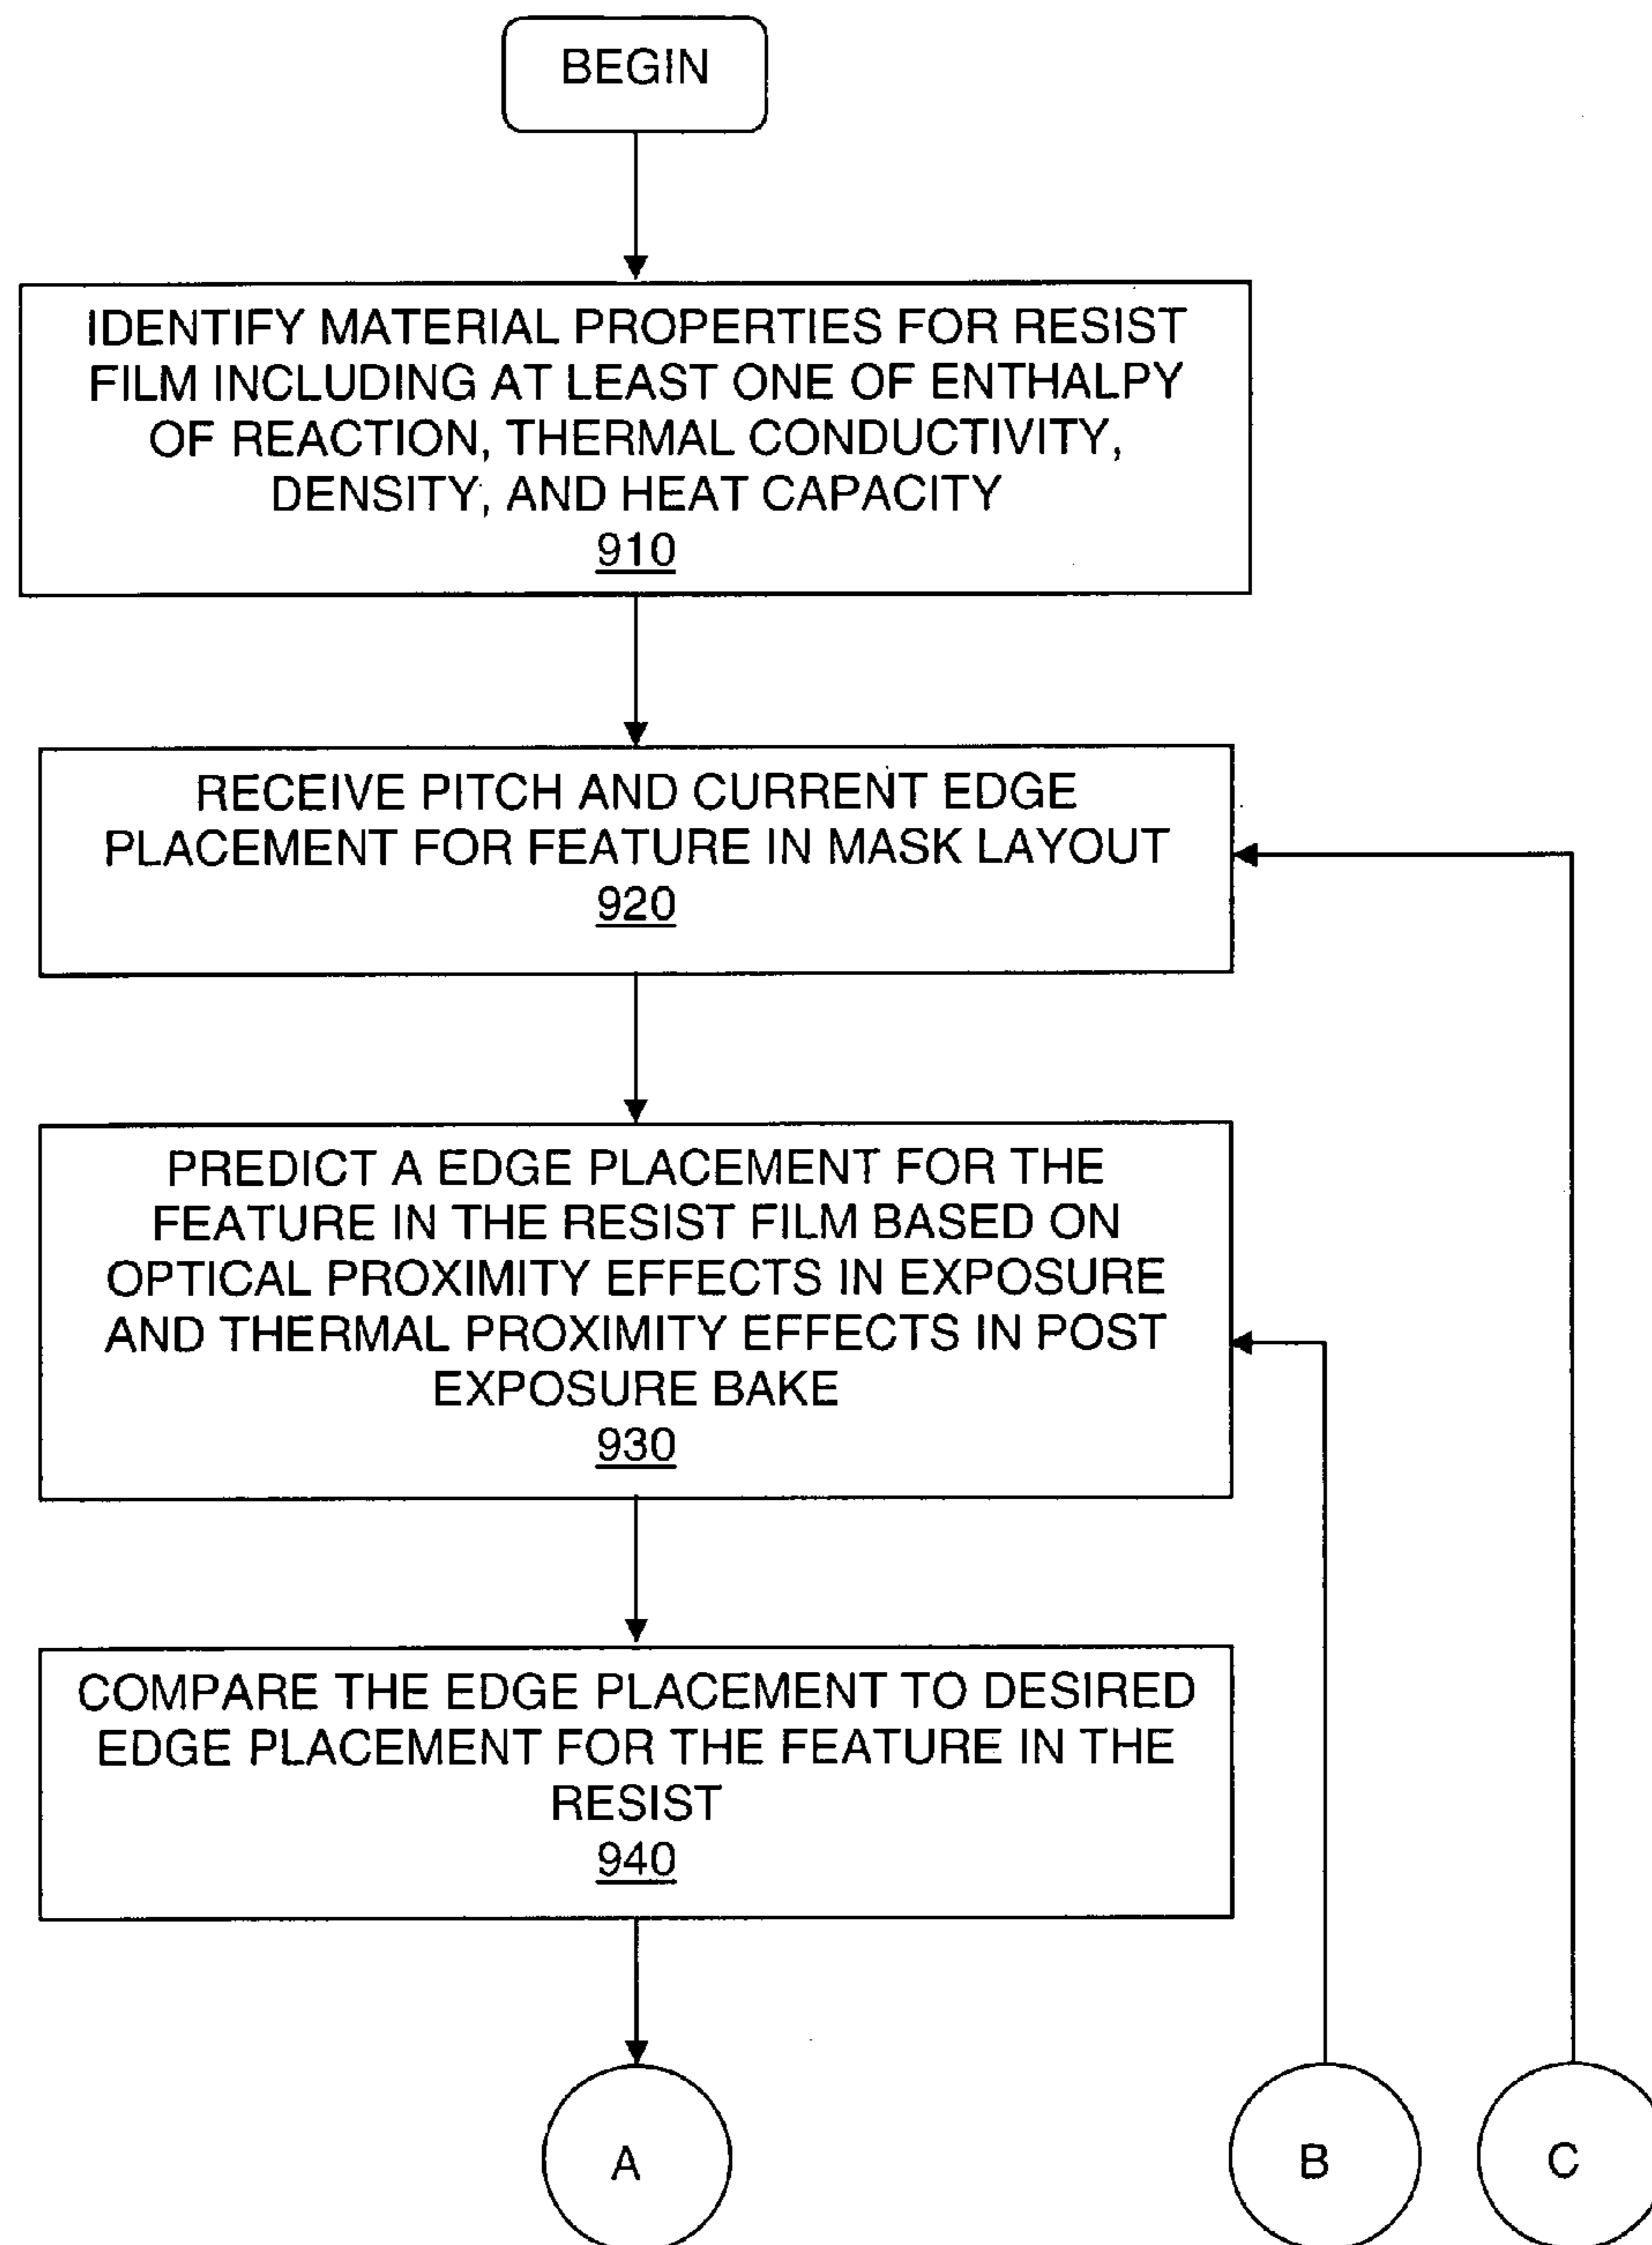 BEGIN
IDENTIFY MATERIAL PROPERTIES FOR RESIST
FILM INCLUDING AT LEAST ONE OF ENTHALPY
OF REACTION, THERMAL CONDUCTIVITY,
DENSITY, AND HEAT CAPACITY
910
RECEIVE PITCH AND CURRENT EDGE
PLACEMENT FOR FEATURE IN MASK LAYOUT
920
PREDICT A EDGE PLACEMENT FOR THE
FEATURE IN THE RESIST FILM BASED ON
OPTICAL PROXIMITY EFFECTS IN EXPOSURE
AND THERMAL PROXIMITY EFFECTS IN POST
EXPOSURE BAKE
930
COMPARE THE EDGE PLACEMENT TO DESIRED
EDGE PLACEMENT FOR THE FEATURE IN THE
RESIST
940
A
B
C